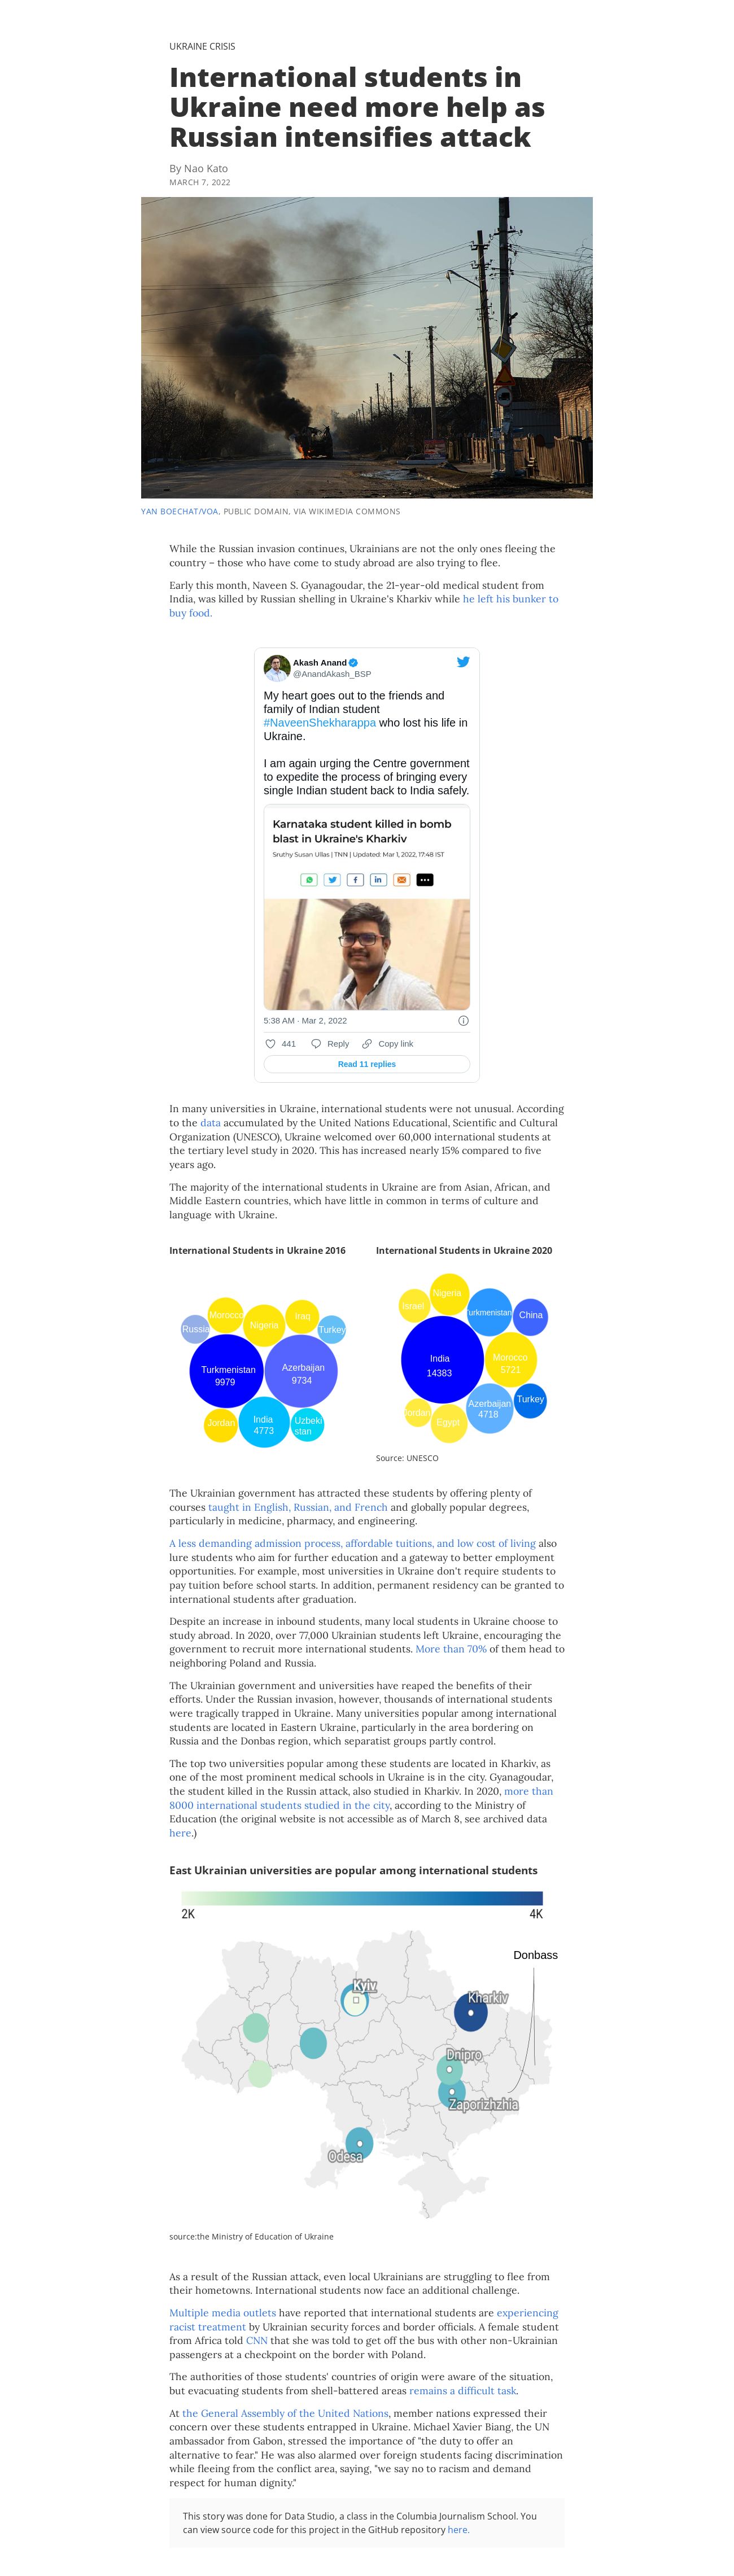 UKRAINE CRISIS
International students in
Ukraine need more help as
Russian intensifies attack
By Nao Kato
MARCH 7, 2022
YAN BOECHAT/VOA, PUBLIC DOMAIN, VIA WIKIMEDIA COMMONS
While the Russian invasion continues, Ukrainians are not the only ones fleeing the
country – those who have come to study abroad are also trying to flee.
Early this month, Naveen S. Gyanagoudar, the 21-year-old medical student from
India, was killed by Russian shelling in Ukraine's Kharkiv while he left his bunker to
buy food.
Akash Anand
@AnandAkash_BSP
My heart goes out to the friends and
family of Indian student
#NaveenShekharappa who lost his life in
Ukraine.
I am again urging the Centre government
to expedite the process of bringing every
single Indian student back to India safely.
Karnataka student killed in bomb
blast in Ukraine's Kharkiv
Sruthy Susan Ullas | TNN | Updated: Mar 1, 2022, 17:48 IST
5:38 AM · Mar 2, 2022
441 Reply Copy link
Read 11 replies
In many universities in Ukraine, international students were not unusual. According
to the data accumulated by the United Nations Educational, Scientific and Cultural
Organization (UNESCO), Ukraine welcomed over 60,000 international students at
the tertiary level study in 2020. This has increased nearly 15% compared to five
years ago.
The majority of the international students in Ukraine are from Asian, African, and
Middle Eastern countries, which have little in common in terms of culture and
language with Ukraine.
International Students in Ukraine 2016
Morocco
Iraq
Nigeria
Russia
Turkey
Turkmenistan
9979
Azerbaijan
9734
Jordan
India
4773
Uzbeki
stan
International Students in Ukraine 2020
Nigeria
Israel
Turkmenistan
China
India
14383
Morocco
5721
Azerbaijan
4718
Turkey
Jordan
Egypt
Source: UNESCO
The Ukrainian government has attracted these students by offering plenty of
courses taught in English, Russian, and French and globally popular degrees,
particularly in medicine, pharmacy, and engineering.
A less demanding admission process, affordable tuitions, and low cost of living also
lure students who aim for further education and a gateway to better employment
opportunities. For example, most universities in Ukraine don't require students to
pay tuition before school starts. In addition, permanent residency can be granted to
international students after graduation.
Despite an increase in inbound students, many local students in Ukraine choose to
study abroad. In 2020, over 77,000 Ukrainian students left Ukraine, encouraging the
government to recruit more international students. More than 70% of them head to
neighboring Poland and Russia.
The Ukrainian government and universities have reaped the benefits of their
efforts. Under the Russian invasion, however, thousands of international students
were tragically trapped in Ukraine. Many universities popular among international
students are located in Eastern Ukraine, particularly in the area bordering on
Russia and the Donbas region, which separatist groups partly control.
The top two universities popular among these students are located in Kharkiv, as
one of the most prominent medical schools in Ukraine is in the city. Gyanagoudar,
the student killed in the Russin attack, also studied in Kharkiv. In 2020, more than
8000 international students studied in the city, according to the Ministry of
Education (the original website is not accessible as of March 8, see archived data
here.)
East Ukrainian universities are popular among international students
2K 4K
Donbass
Kyiv
Kharkiv
Dnipro
Zaporizhzhia
Odesa
source:the Ministry of Education of Ukraine
As a result of the Russian attack, even local Ukrainians are struggling to flee from
their hometowns. International students now face an additional challenge.
Multiple media outlets have reported that international students are experiencing
racist treatment by Ukrainian security forces and border officials. A female student
from Africa told CNN that she was told to get off the bus with other non-Ukrainian
passengers at a checkpoint on the border with Poland.
The authorities of those students' countries of origin were aware of the situation,
but evacuating students from shell-battered areas remains a difficult task.
At the General Assembly of the United Nations, member nations expressed their
concern over these students entrapped in Ukraine. Michael Xavier Biang, the UN
ambassador from Gabon, stressed the importance of "the duty to offer an
alternative to fear." He was also alarmed over foreign students facing discrimination
while fleeing from the conflict area, saying, "we say no to racism and demand
respect for human dignity."
This story was done for Data Studio, a class in the Columbia Journalism School. You
can view source code for this project in the GitHub repository here.